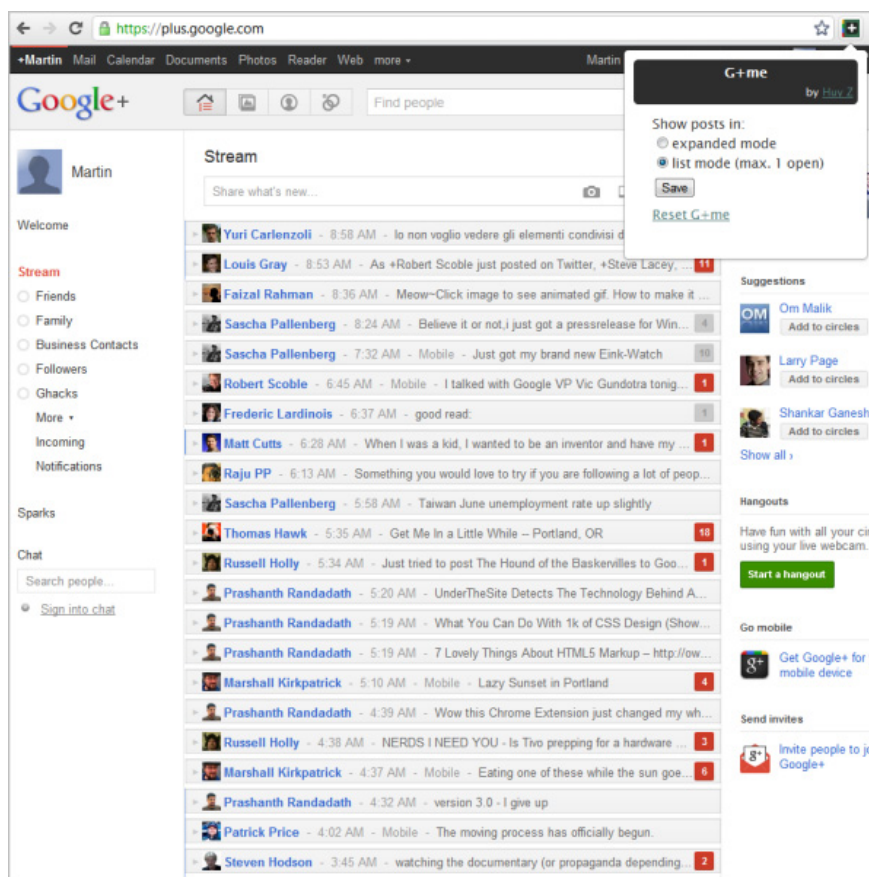 https://plus.google.com
+Martin Mail Calendar Documents Photos Reader Web more
Martin
G+me
by Huy Z
Show posts in:
expanded mode
list mode (max. 1 open)
Save
Reset G+me
Google+
Find people
Martin
Welcome
Stream
Friends
Family
Business Contacts
Followers
Ghacks
More
Incoming
Notifications
Sparks
Chat
Search people...
Sign into chat
Stream
Share what's new...
Yuri Carlenzoli - 8:58 AM - Io non voglio vedere gli elementi condivisi d
Louis Gray - 8:53 AM - As +Robert Scoble just posted on Twitter, +Steve Lacey, ... 11
Faizal Rahman - 8:36 AM - Meow~Click image to see animated gif. How to make it ...
Sascha Pallenberg - 8:24 AM - Believe it or not,i just got a pressrelease for Win... 4
Sascha Pallenberg - 7:32 AM - Mobile - Just got my brand new Eink-Watch 10
Robert Scoble - 6:45 AM - Mobile - I talked with Google VP Vic Gundotra tonig... 1
Frederic Lardinois - 6:37 AM - good read: 1
Matt Cutts - 6:28 AM - When I was a kid, I wanted to be an inventor and have my ... 1
Raju PP - 6:13 AM - Something you would love to try if you are following a lot of peop...
Sascha Pallenberg - 5:58 AM - Taiwan June unemployment rate up slightly
Thomas Hawk - 5:35 AM - Get Me In a Little While -- Portland, OR 18
Russell Holly - 5:34 AM - Just tried to post The Hound of the Baskervilles to Goo... 1
Prashanth Randadath - 5:20 AM - UnderTheSite Detects The Technology Behind A...
Prashanth Randadath - 5:19 AM - What You Can Do With 1k of CSS Design (Show...
Prashanth Randadath - 5:19 AM - 7 Lovely Things About HTML5 Markup – http://ow...
Marshall Kirkpatrick - 5:10 AM - Mobile - Lazy Sunset in Portland 4
Prashanth Randadath - 4:39 AM - Wow this Chrome Extension just changed my wh...
Russell Holly - 4:38 AM - NERDS I NEED YOU - Is Tivo prepping for a hardware ... 3
Marshall Kirkpatrick - 4:37 AM - Mobile - Eating one of these while the sun goe... 6
Prashanth Randadath - 4:32 AM - version 3.0 - I give up
Patrick Price - 4:02 AM - Mobile - The moving process has officially begun.
Steven Hodson - 3:45 AM - watching the documentary (or propaganda depending... 2
Suggestions
OM
Om Malik
Add to circles
Larry Page
Add to circles
Shankar Ganesh
Add to circles
Show all ›
Hangouts
Have fun with all your cir
using your live webcam.
Start a hangout
Go mobile
g+
Get Google+ for
mobile device
Send invites
g+
Invite people to jo
Google+